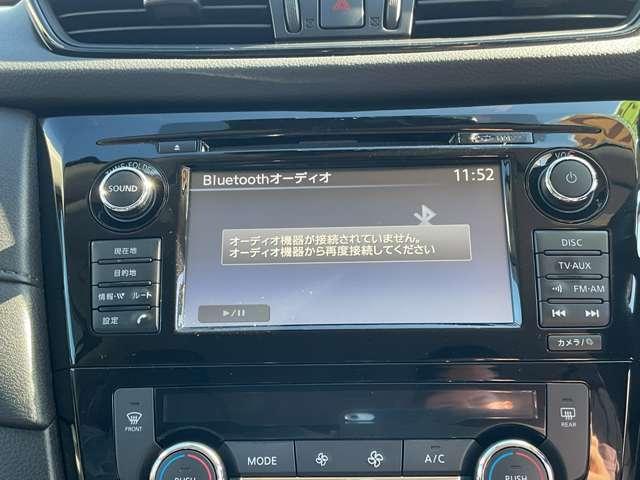 TUNE·FOLDER
SOUND
VOL
Bluetoothオーディオ 11:52
オーディオ機器が接続されていません。
オーディオ機器から再度接続してください
現在地
目的地
情報・ ルート
設定
DISC
TV·AUX
FM·AM
カメラ/
FRONT
MODE
A/C
REAR
PUSH
PUSH